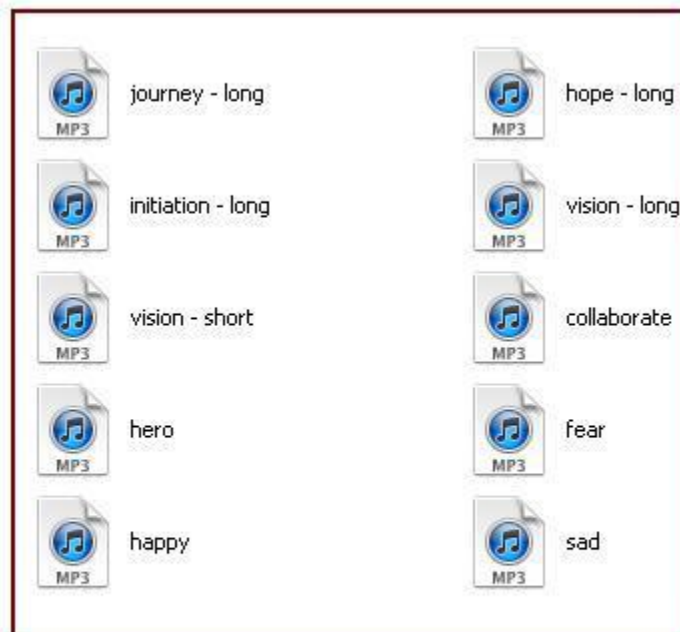 journey - long
MP3
hope - long
MP3
initiation - long
MP3
vision - long
MP3
vision - short
MP3
collaborate
MP3
hero
MP3
fear
MP3
happy
MP3
sad
MP3